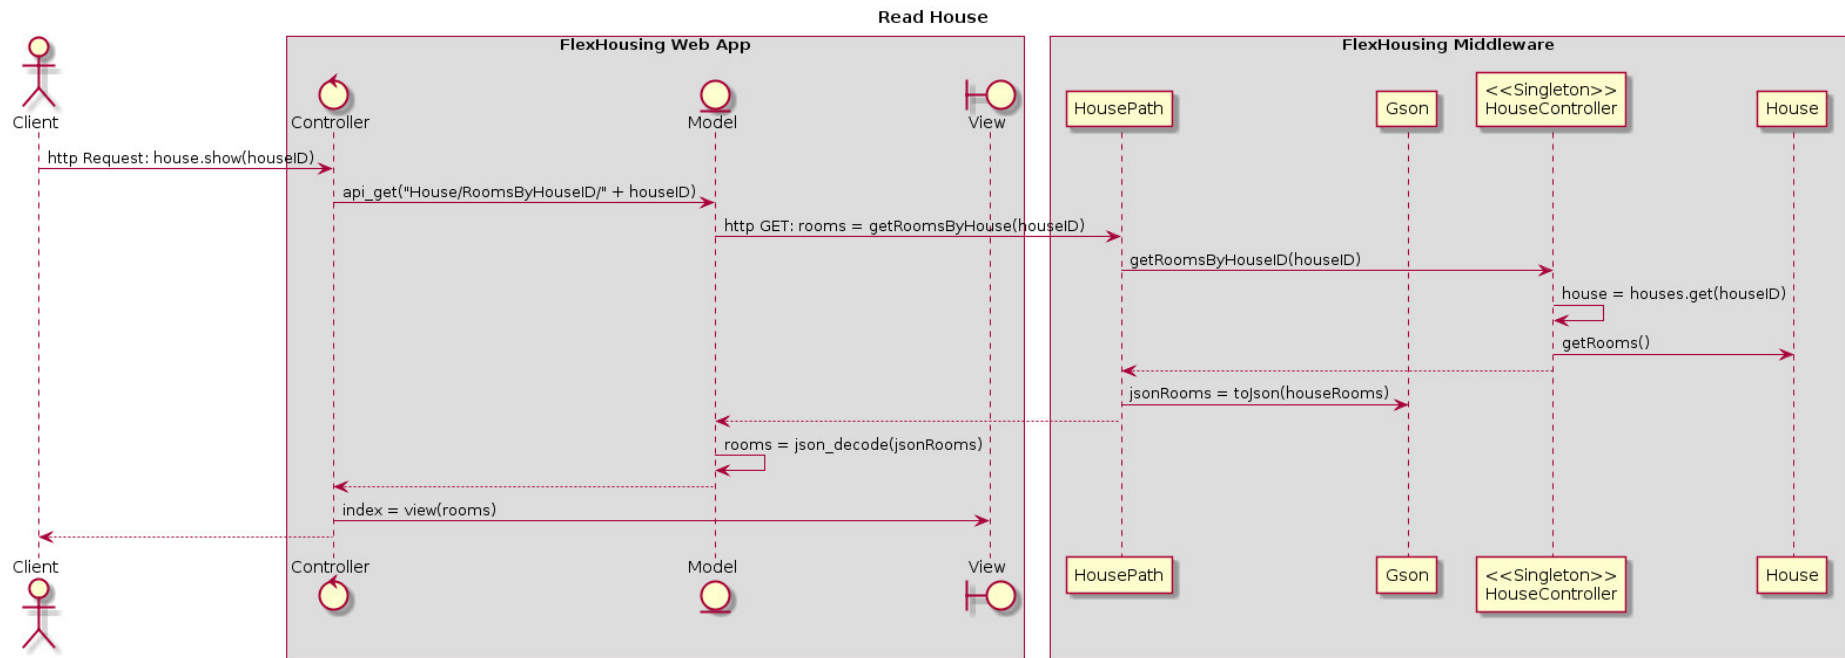 Read House
FlexHousing Web App
FlexHousing Middleware
Client
Controller
Model
View
HousePath
Gson
<<Singleton>>
HouseController
House
http Request: house.show(houseID)
api_get("House/RoomsByHouseID/" + houseID)
http GET: rooms = getRoomsByHouse(houseID)
getRoomsByHouseID(houseID)
house = houses.get(houseID)
getRooms()
jsonRooms = toJson(houseRooms)
rooms = json_decode(jsonRooms)
index = view(rooms)
Client
Controller
Model
View
HousePath
Gson
<<Singleton>>
HouseController
House